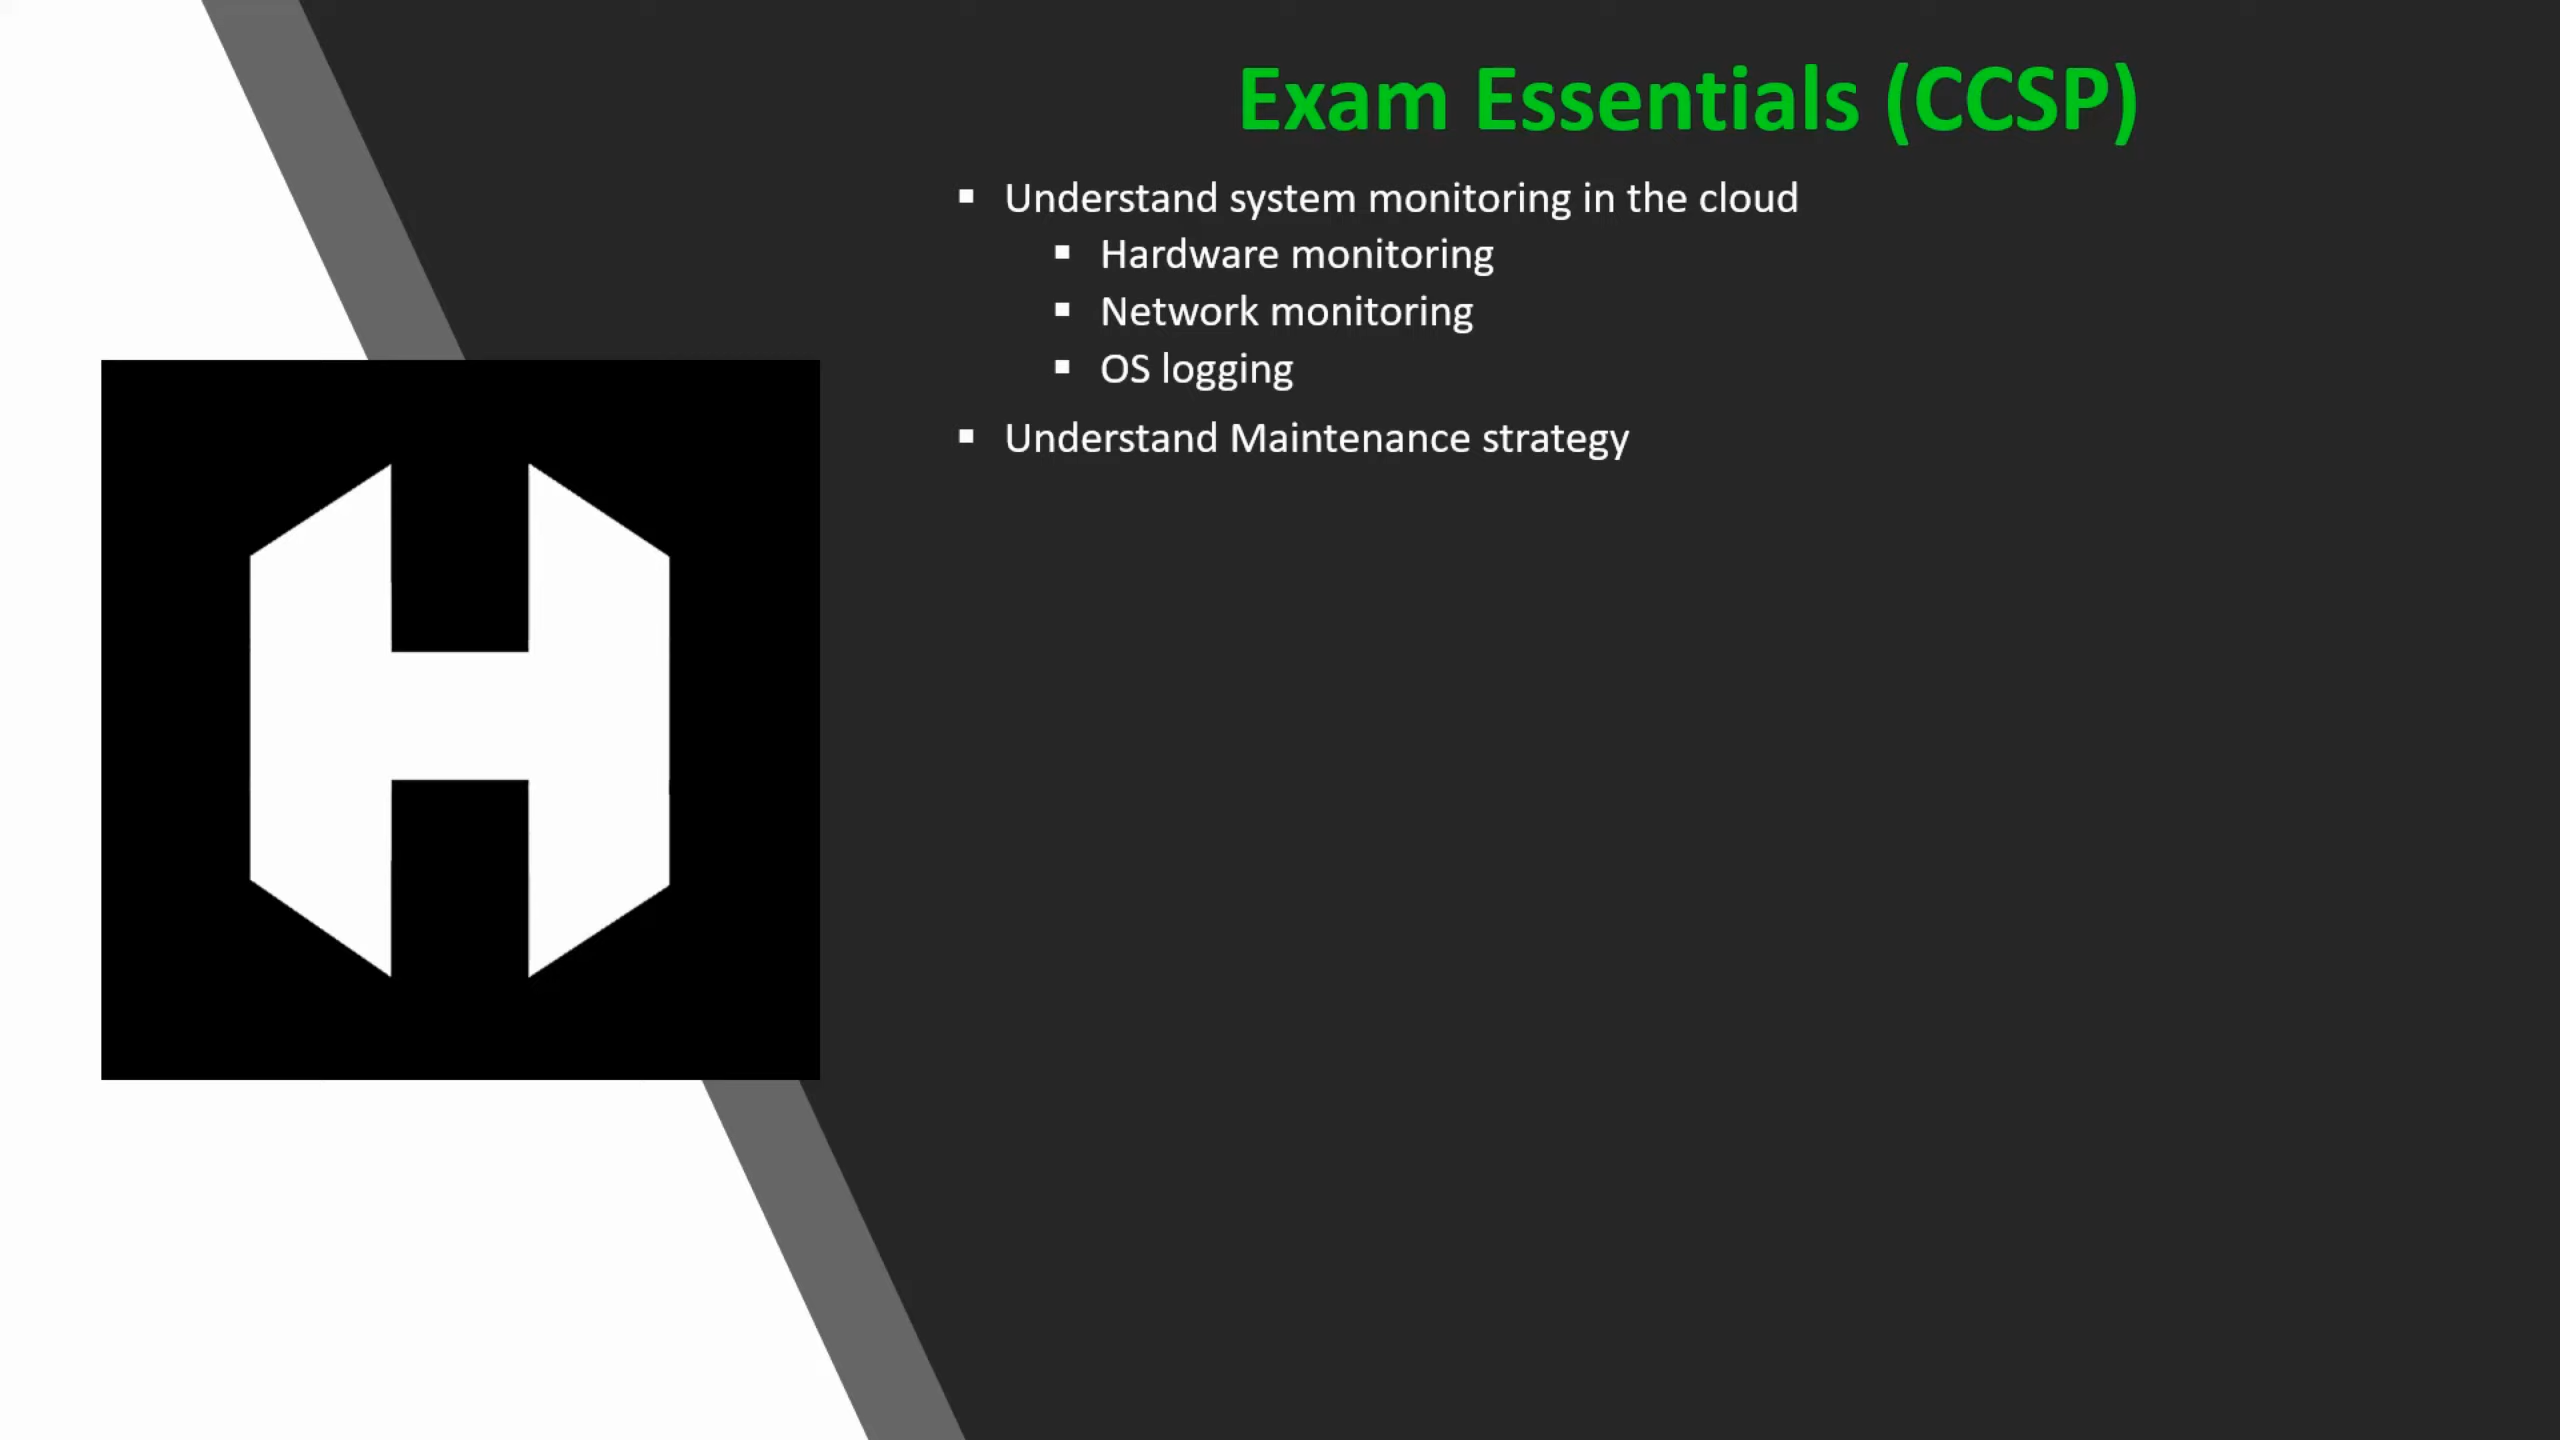 Exam Essentials (CCSP)
▪ Understand system monitoring in the cloud
▪ Hardware monitoring
▪ Network monitoring
▪ OS logging
▪ Understand Maintenance strategy
H